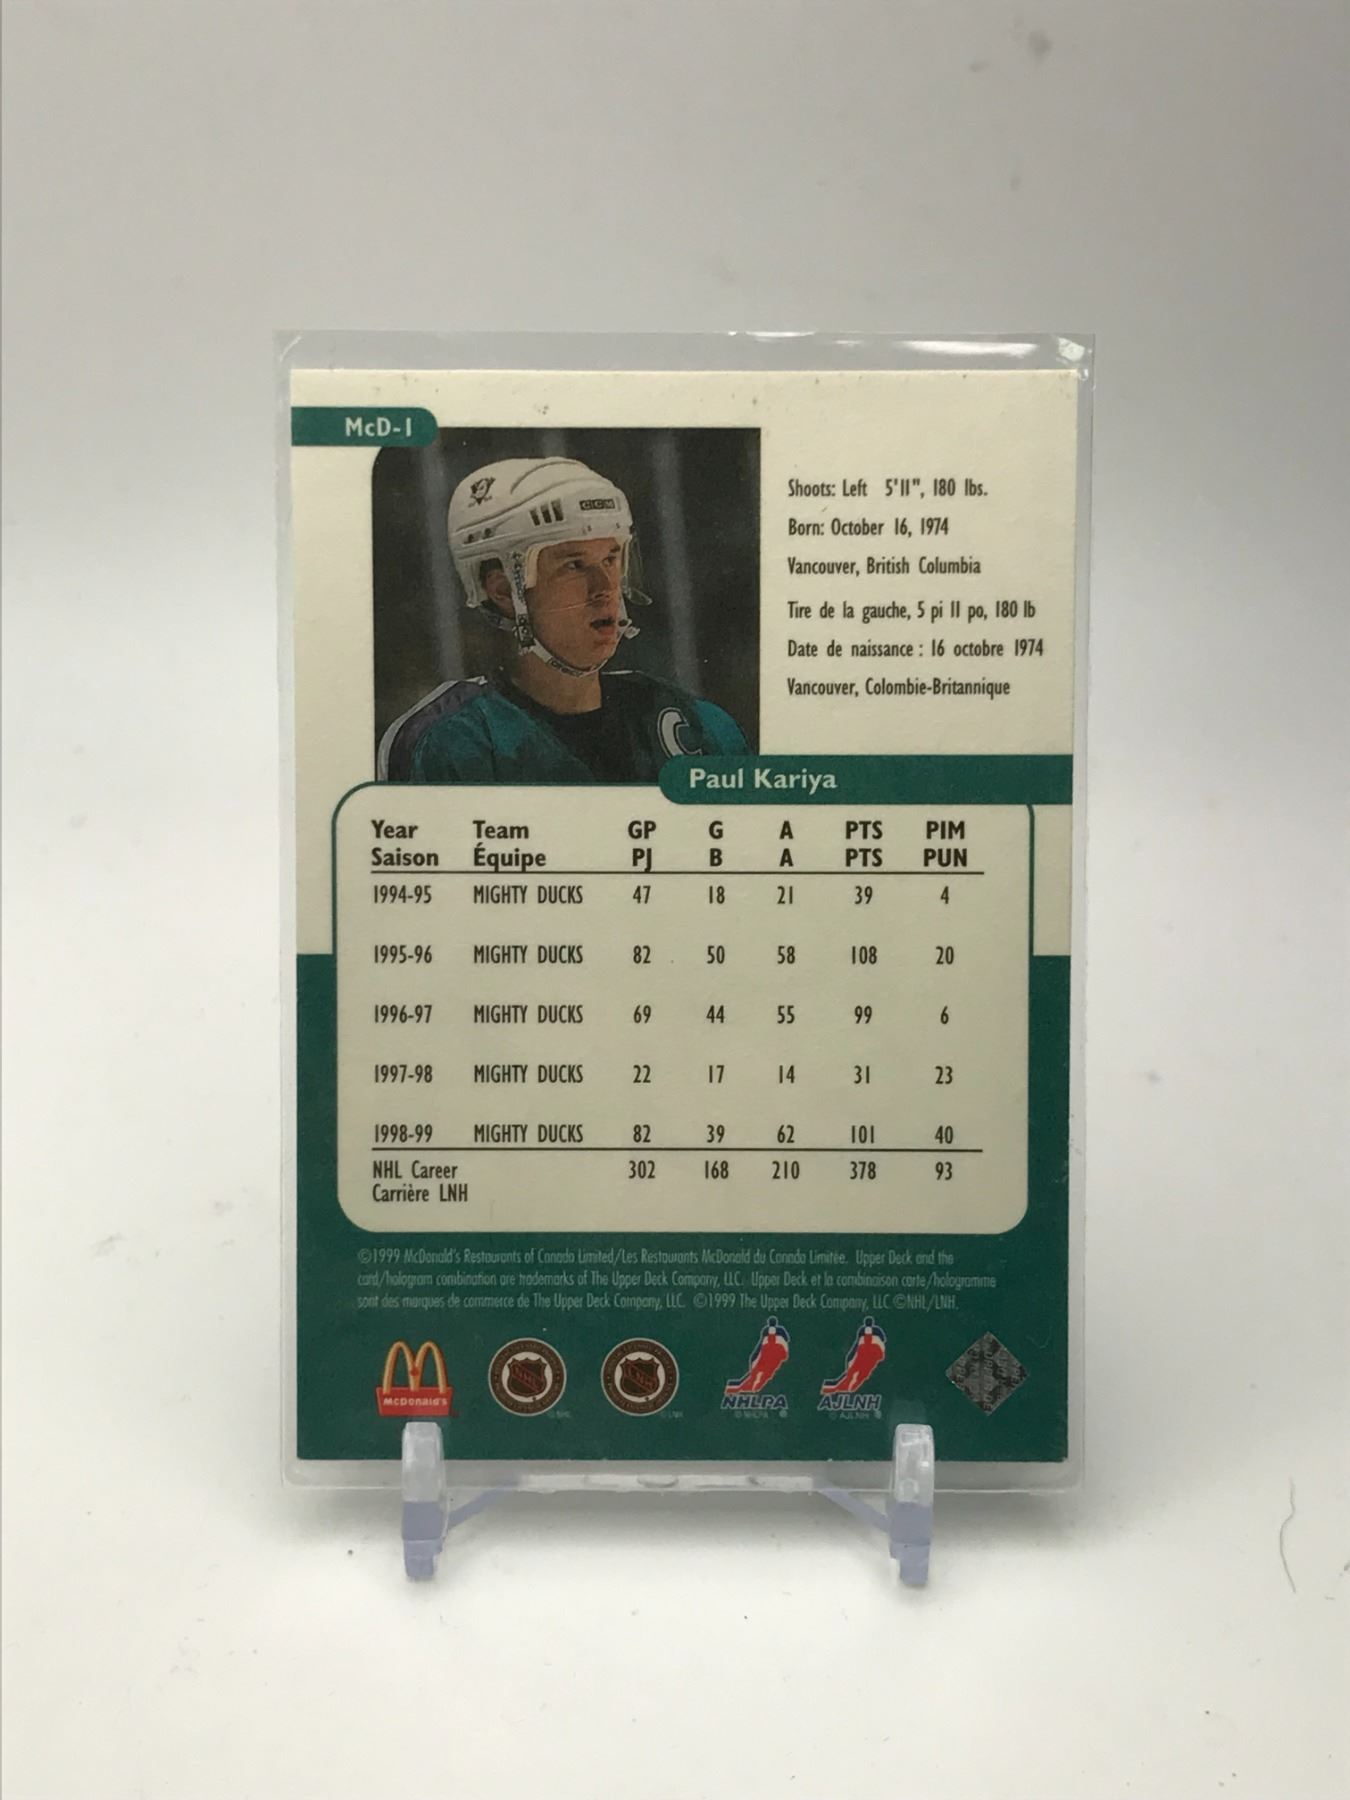 McD-1
CCM
C
Shoots: Left 5'11", 180 lbs.
Born: October 16, 1974
Vancouver, British Columbia
Tire de la gauche, 5 pi 11 po, 180 lb
Date de naissance : 16 octobre 1974
Vancouver, Colombie-Britannique
Paul Kariya
Year Team GP G A PTS PIM
Saison Équipe PJ B A PTS PUN
1994-95 MIGHTY DUCKS 47 18 21 39 4
1995-96 MIGHTY DUCKS 82 50 58 108 20
1996-97 MIGHTY DUCKS 69 44 55 99 6
1997-98 MIGHTY DUCKS 22 17 14 31 23
1998-99 MIGHTY DUCKS 82 39 62 101 40
NHL Career 302 168 210 378 93
Carrière LNH
©1999 McDonald's Restaurants of Canada Limited/Les Restaurants McDonald du Canada Limitée. Upper Deck and the
card/hologram combination are trademarks of The Upper Deck Company, LLC. Upper Deck et la combinaison carte/hologramme
sont des marques de commerce de The Upper Deck Company, LLC. ©1999 The Upper Deck Company, LLC ©NHL/LNH.
McDonald's NHL LNH NHLPA AJLNH
©NHL ©LNH ©NHLPA ® ©AJLNH ®